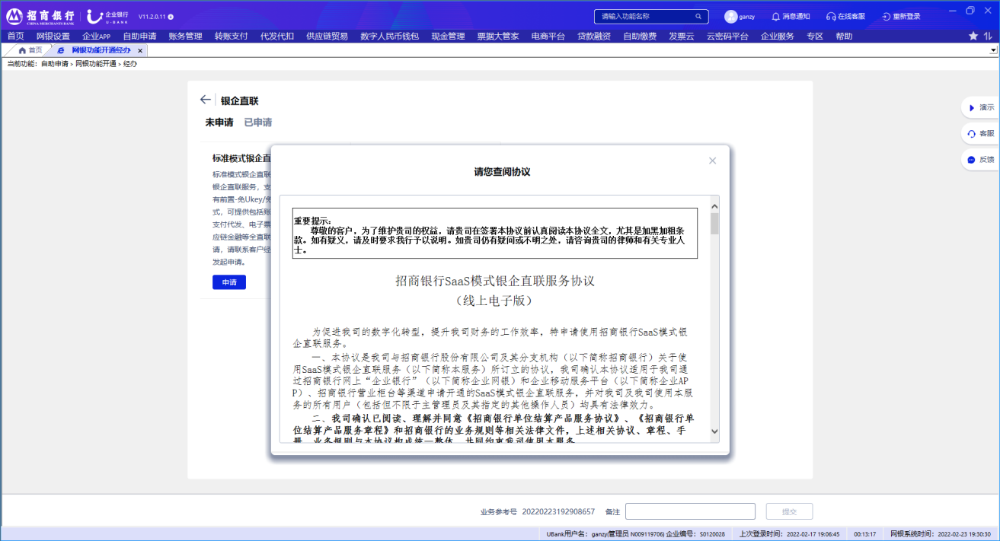 招商银行
CHINA MERCHANTS BANK
企业银行
U-BANK
V11.2.0.11
请输入功能名称
ganzy
消息通知
在线客服
重新登录
首页 网银设置 企业APP 自助申请 账务管理 转账支付 代发代扣 供应链贸易 数字人民币钱包 现金管理 票据大管家 电商平台 贷款融资 自助缴费 发票云 云密码平台 企业服务 专区 帮助
首页 网银功能开通经办
当前功能：自助申请 > 网银功能开通 > 经办
银企直联
未申请 已申请
演示
客服
反馈
标准模式银企直
标准模式银企直联
银企直联服务，支
有前置-免Ukey/免
式，可提供包括账
支付代发、电子票
应链金融等全直联
请，请联系客户经
发起申请。
申请
请您查阅协议
重要提示：
尊敬的客户，为了维护贵司的权益，请贵司在签署本协议前认真阅读本协议全文，尤其是加黑加粗条
款。如有疑义，请及时要求我行予以说明。如贵司仍有疑问或不明之处，请咨询贵司的律师和有关专业人
士。
招商银行SaaS模式银企直联服务协议
（线上电子版）
为促进我司的数字化转型，提升我司财务的工作效率，特申请使用招商银行SaaS模式银
企直联服务。
一、本协议是我司与招商银行股份有限公司及其分支机构（以下简称招商银行）关于使
用SaaS模式银企直联服务（以下简称本服务）所订立的协议，我司确认本协议适用于我司通
过招商银行网上“企业银行”（以下简称企业网银）和企业移动服务平台（以下简称企业AP
P）、招商银行营业柜台等渠道申请开通的SaaS模式银企直联服务，并对我司及我司使用本服
务的所有用户（包括但不限于主管理员及其指定的其他操作人员）均具有法律效力。
二、我司确认已阅读、理解并同意《招商银行单位结算产品服务协议》、《招商银行单
位结算产品服务章程》和招商银行的业务规则等相关法律文件，上述相关协议、章程、手
册、业务规则与本协议构成统一整体，共同约束我司使用本服务。
业务参考号 20220223192908657 备注
提交
UBank用户名：ganzy(管理员 N009119706) 企业编号：S0120028 上次登录时间：2022-02-17 19:06:45 00:13:17 网银系统时间：2022-02-23 19:30:30